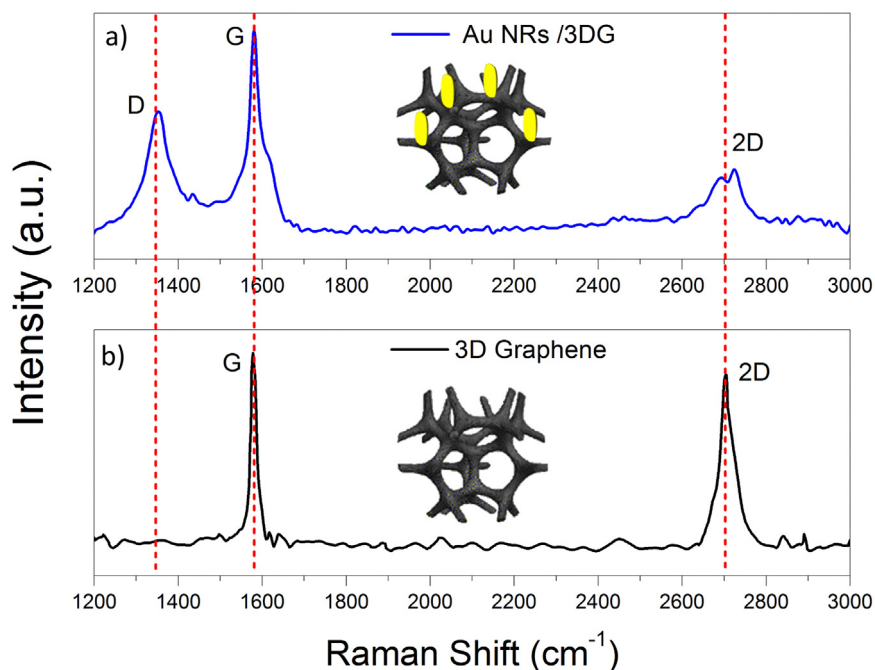 a)
G
Au NRs /3DG
D
2D
1200 1400 1600 1800 2000 2200 2400 2600 2800 3000
b)
G
3D Graphene
2D
1200 1400 1600 1800 2000 2200 2400 2600 2800 3000
Intensity (a.u.)
Raman Shift (cm⁻¹)